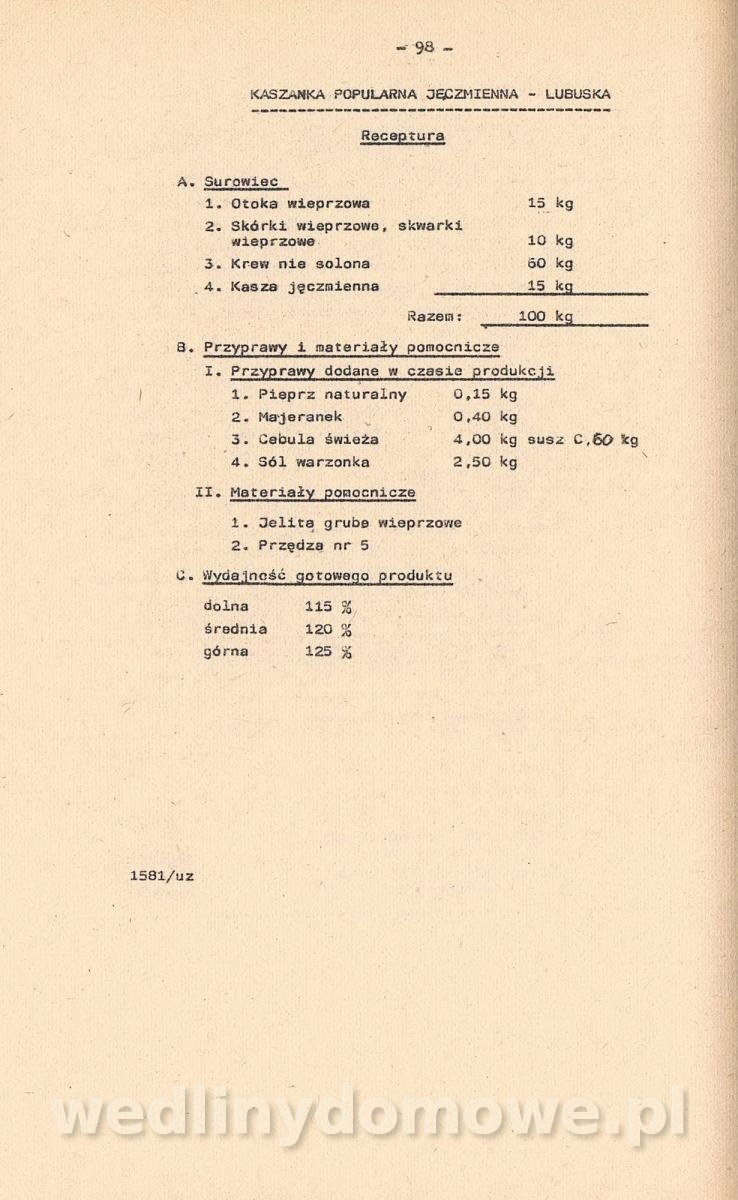 - 98 -
KASZANKA POPULARNA JĘCZMIENNA - LUBUSKA
Receptura
A. Surowiec
1. Otoka wieprzowa 15 kg
2. Skórki wieprzowe, skwarki
wieprzowe 10 kg
3. Krew nie solona 60 kg
4. Kasza jęczmienna 15 kg
Razem: 100 kg
B. Przyprawy i materiały pomocnicze
I. Przyprawy dodane w czasie produkcji
1. Pieprz naturalny 0,15 kg
2. Majeranek 0,40 kg
3. Cebula świeża 4,00 kg susz 0,60 kg
4. Sól warzonka 2,50 kg
II. Materiały pomocnicze
1. Jelita grube wieprzowe
2. Przędza nr 5
C. Wydajność gotowego produktu
dolna 115 %
średnia 120 %
górna 125 %
1581/uz
wedlinydomowe.pl